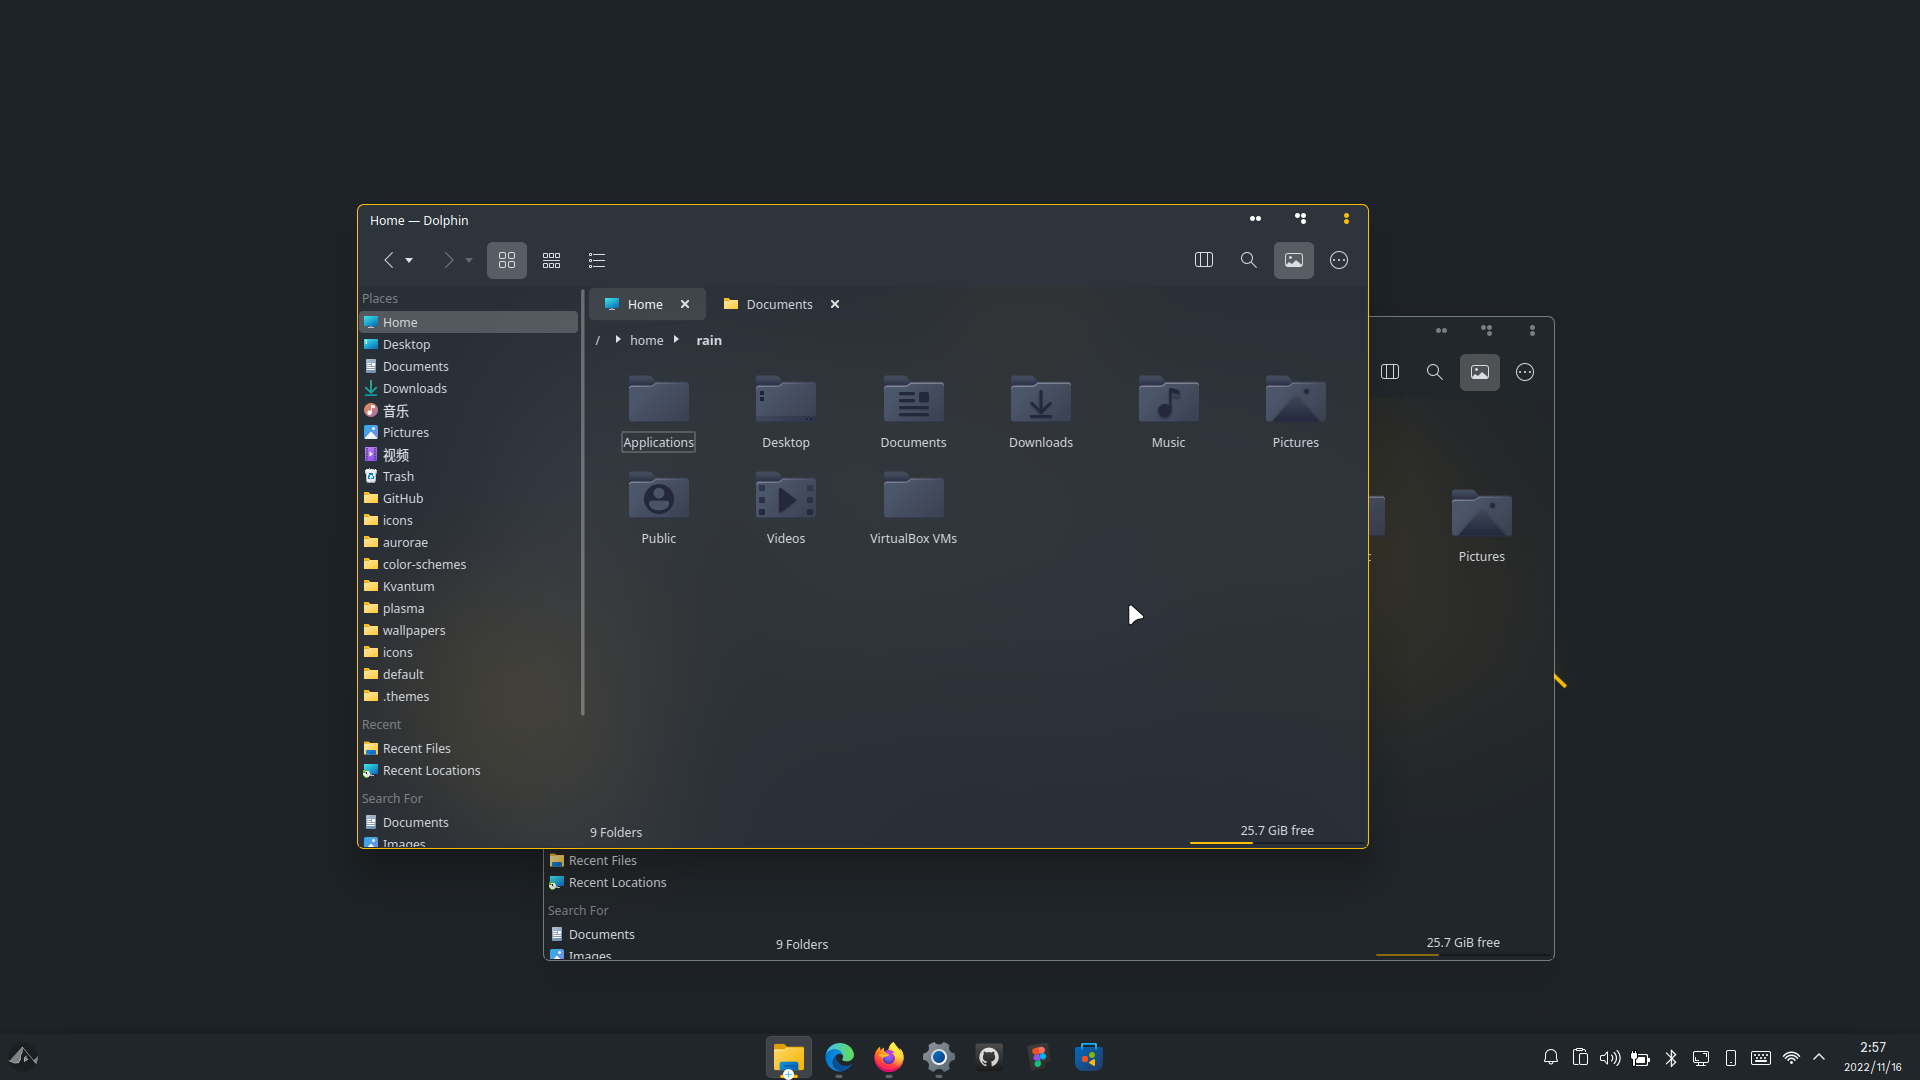 Home — Dolphin
Places
Home
Desktop
Documents
Downloads
音乐
Pictures
视频
Trash
GitHub
icons
aurorae
color-schemes
Kvantum
plasma
wallpapers
icons
default
.themes
Recent
Recent Files
Recent Locations
Search For
Documents
Images
Home
Documents
/ home rain
Applications
Desktop
Documents
Downloads
Music
Pictures
Public
Videos
VirtualBox VMs
9 Folders
25.7 GiB free
Pictures
Recent Files
Recent Locations
Search For
Documents
Images
9 Folders
25.7 GiB free
2:57
2022/11/16